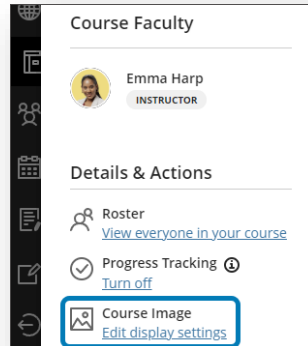 Course Faculty
Emma Harp
INSTRUCTOR
Details & Actions
Roster
View everyone in your course
Progress Tracking
Turn off
Course Image
Edit display settings